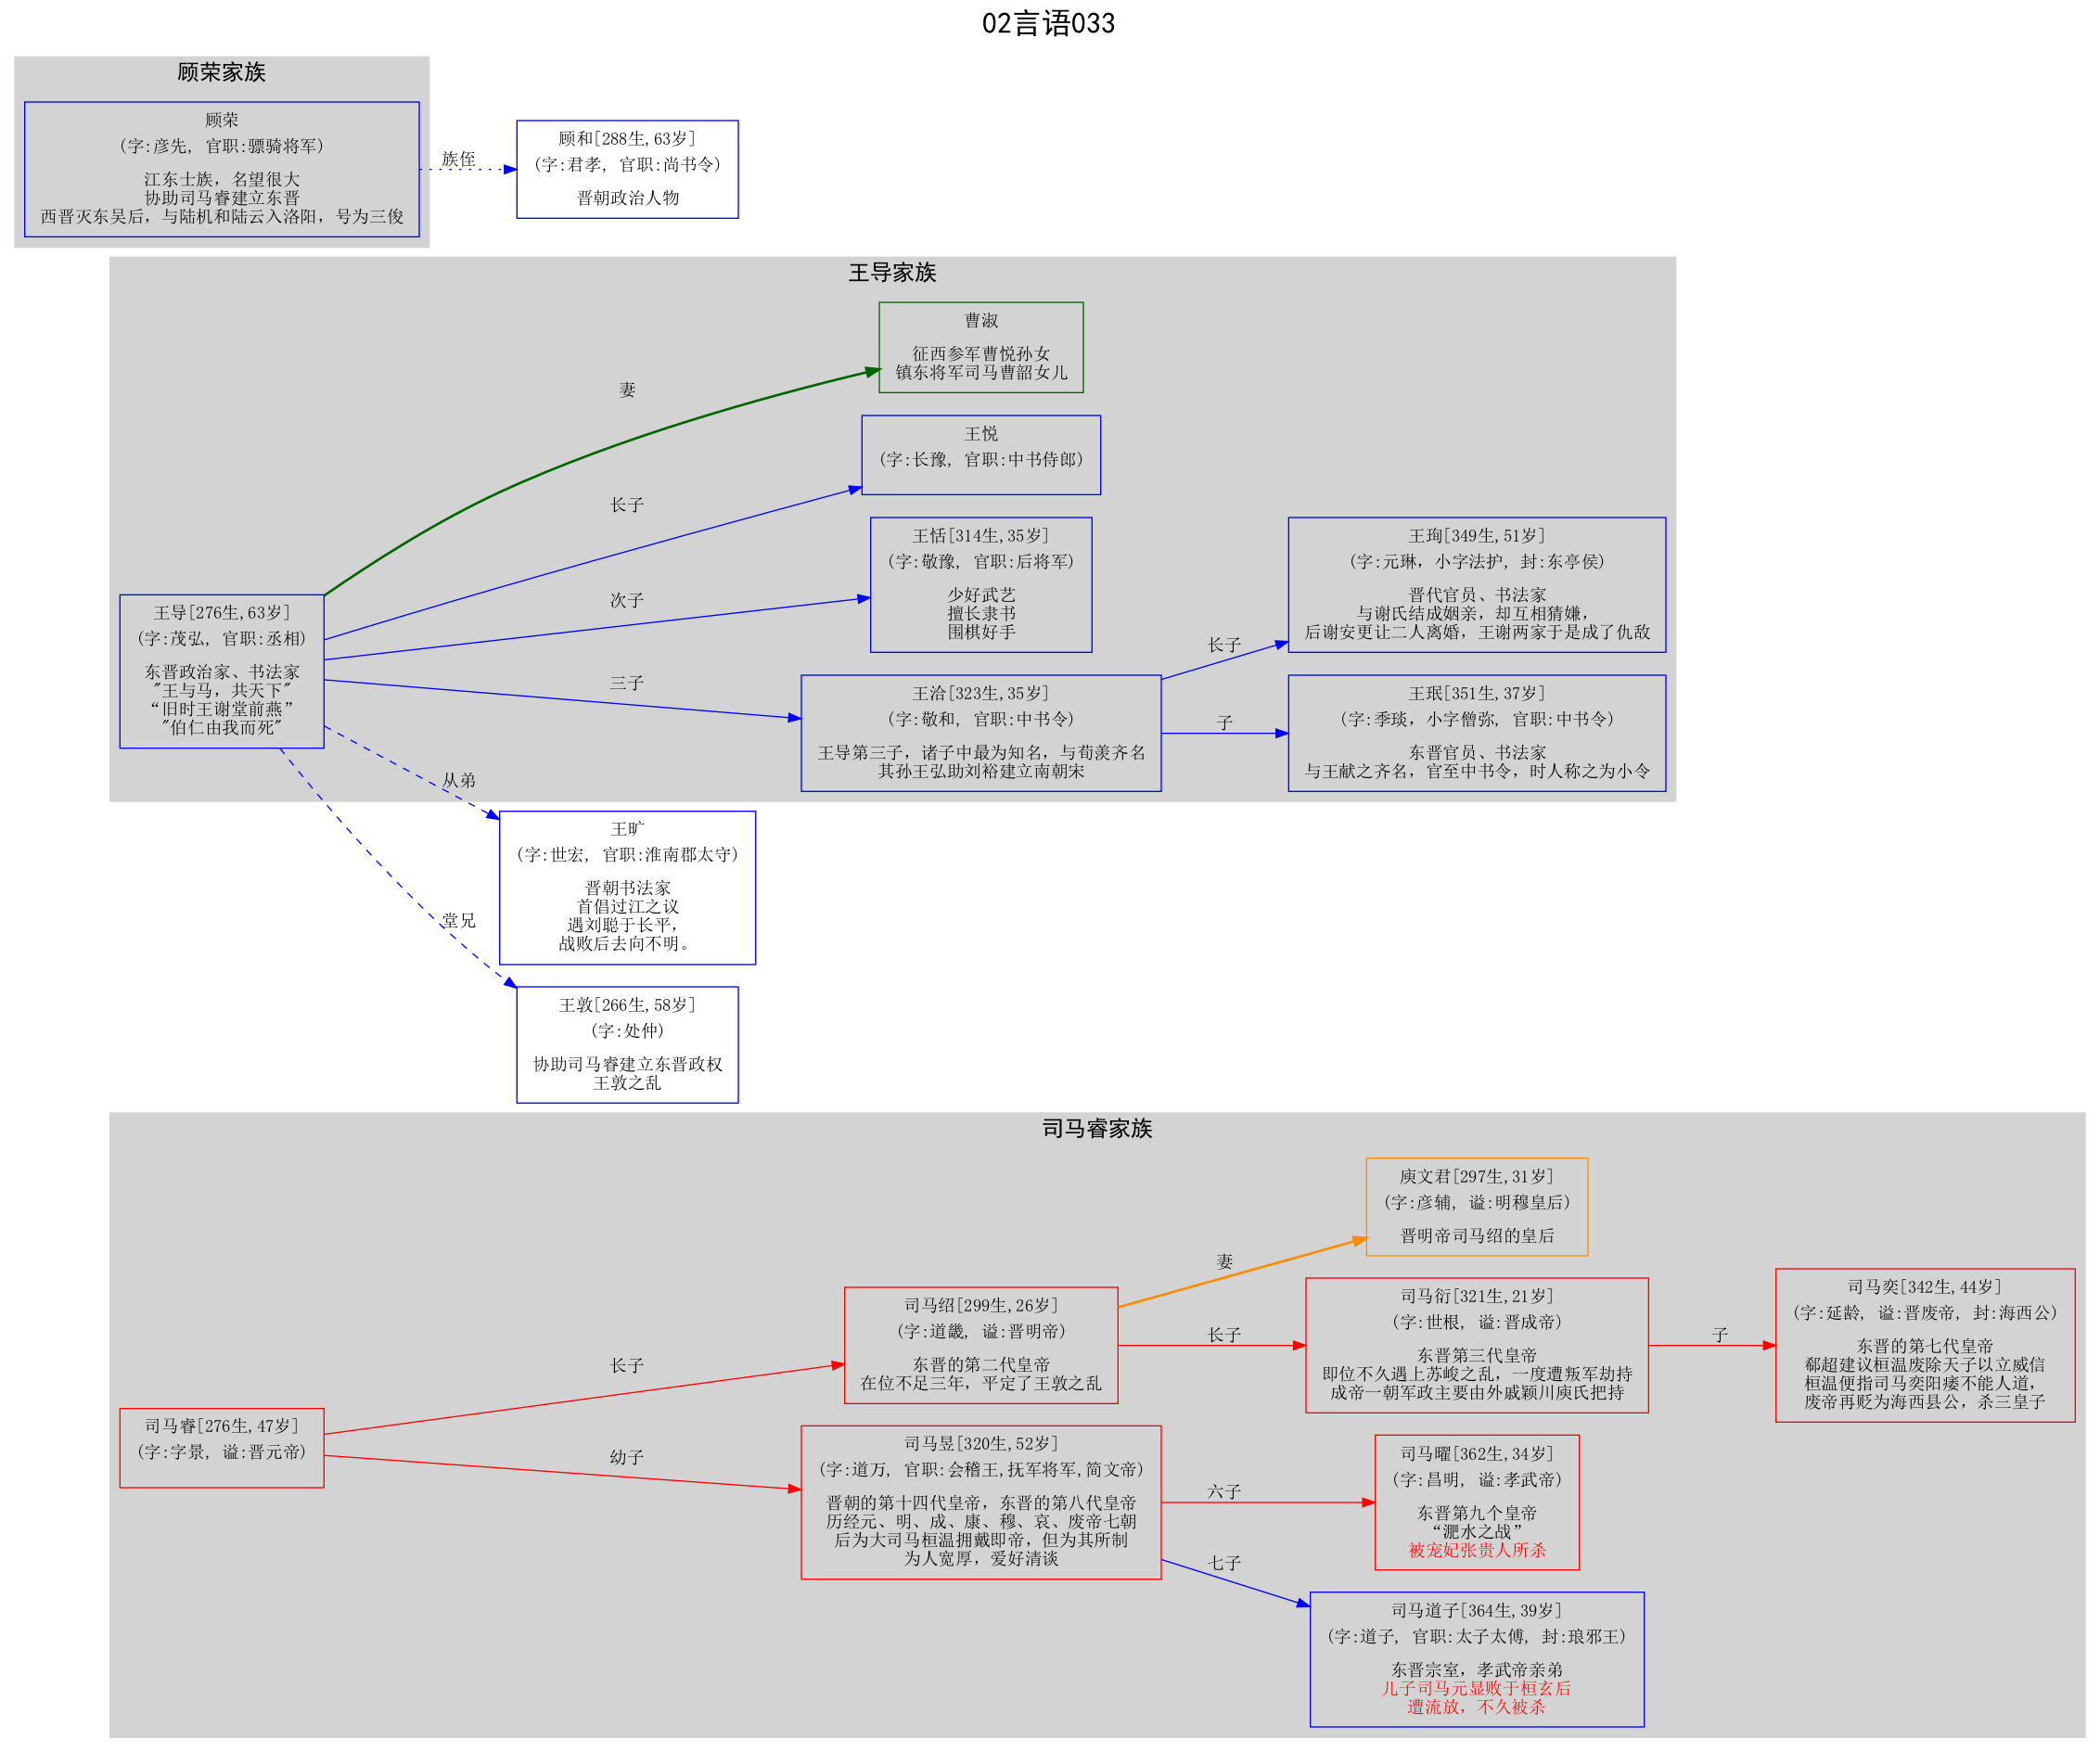 02言语033
顾荣家族
顾荣
(字:彦先, 官职:骠骑将军)
江东士族，名望很大
协助司马睿建立东晋
西晋灭东吴后，与陆机和陆云入洛阳，号为三俊
族侄
顾和[288生,63岁]
(字:君孝, 官职:尚书令)
晋朝政治人物
王导家族
曹淑
征西参军曹悦孙女
镇东将军司马曹韶女儿
妻
王悦
(字:长豫, 官职:中书侍郎)
长子
王恬[314生,35岁]
(字:敬豫, 官职:后将军)
少好武艺
擅长隶书
围棋好手
次子
王导[276生,63岁]
(字:茂弘, 官职:丞相)
东晋政治家、书法家
"王与马，共天下"
“旧时王谢堂前燕”
"伯仁由我而死"
三子
王洽[323生,35岁]
(字:敬和, 官职:中书令)
王导第三子，诸子中最为知名，与荀羡齐名
其孙王弘助刘裕建立南朝宋
长子
王珣[349生,51岁]
(字:元琳，小字法护, 封:东亭侯)
晋代官员、书法家
与谢氏结成姻亲，却互相猜嫌，
后谢安更让二人离婚，王谢两家于是成了仇敌
子
王珉[351生,37岁]
(字:季琰，小字僧弥, 官职:中书令)
东晋官员、书法家
与王献之齐名，官至中书令，时人称之为小令
从弟
王旷
(字:世宏, 官职:淮南郡太守)
晋朝书法家
首倡过江之议
遇刘聪于长平，
战败后去向不明。
堂兄
王敦[266生,58岁]
(字:处仲)
协助司马睿建立东晋政权
王敦之乱
司马睿家族
庾文君[297生,31岁]
(字:彦辅, 谥:明穆皇后)
晋明帝司马绍的皇后
妻
司马绍[299生,26岁]
(字:道畿, 谥:晋明帝)
东晋的第二代皇帝
在位不足三年，平定了王敦之乱
长子
长子
司马衍[321生,21岁]
(字:世根, 谥:晋成帝)
东晋第三代皇帝
即位不久遇上苏峻之乱，一度遭叛军劫持
成帝一朝军政主要由外戚颍川庾氏把持
子
司马奕[342生,44岁]
(字:延龄, 谥:晋废帝, 封:海西公)
东晋的第七代皇帝
郗超建议桓温废除天子以立威信
桓温便指司马奕阳痿不能人道，
废帝再贬为海西县公，杀三皇子
司马睿[276生,47岁]
(字:字景, 谥:晋元帝)
幼子
司马昱[320生,52岁]
(字:道万, 官职:会稽王,抚军将军,简文帝)
晋朝的第十四代皇帝，东晋的第八代皇帝
历经元、明、成、康、穆、哀、废帝七朝
后为大司马桓温拥戴即帝，但为其所制
为人宽厚，爱好清谈
六子
司马曜[362生,34岁]
(字:昌明, 谥:孝武帝)
东晋第九个皇帝
“淝水之战”
被宠妃张贵人所杀
七子
司马道子[364生,39岁]
(字:道子, 官职:太子太傅, 封:琅邪王)
东晋宗室，孝武帝亲弟
儿子司马元显败于桓玄后
遭流放，不久被杀